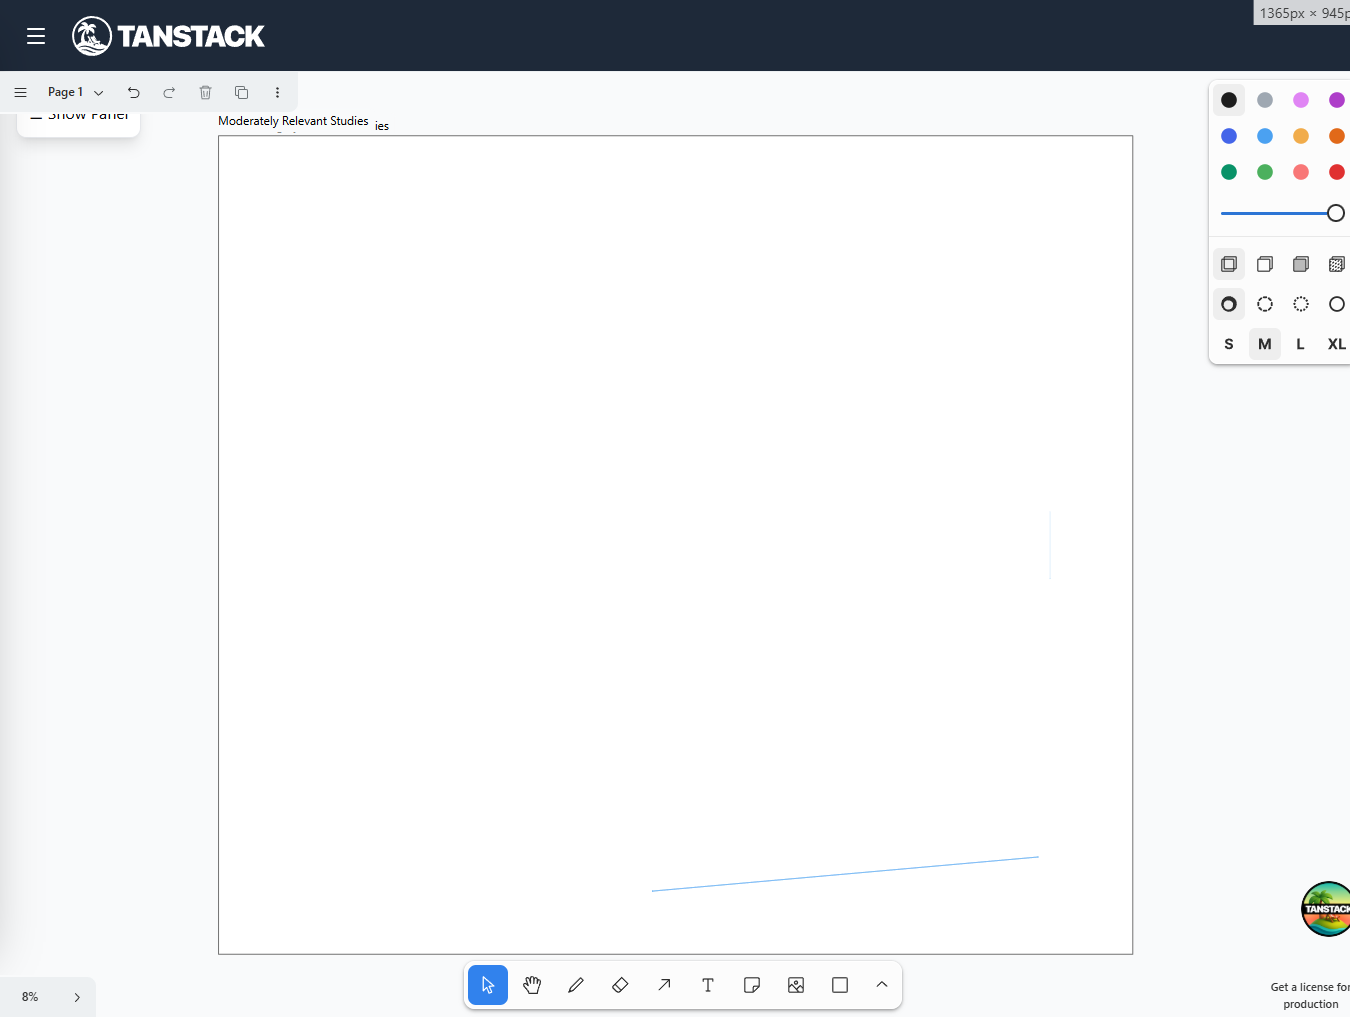 1365px × 945p
TANSTACK
Page 1
Show Panel
Moderately Relevant Studies
ies
S M L XL
TANSTACK
8%
Get a license for
production